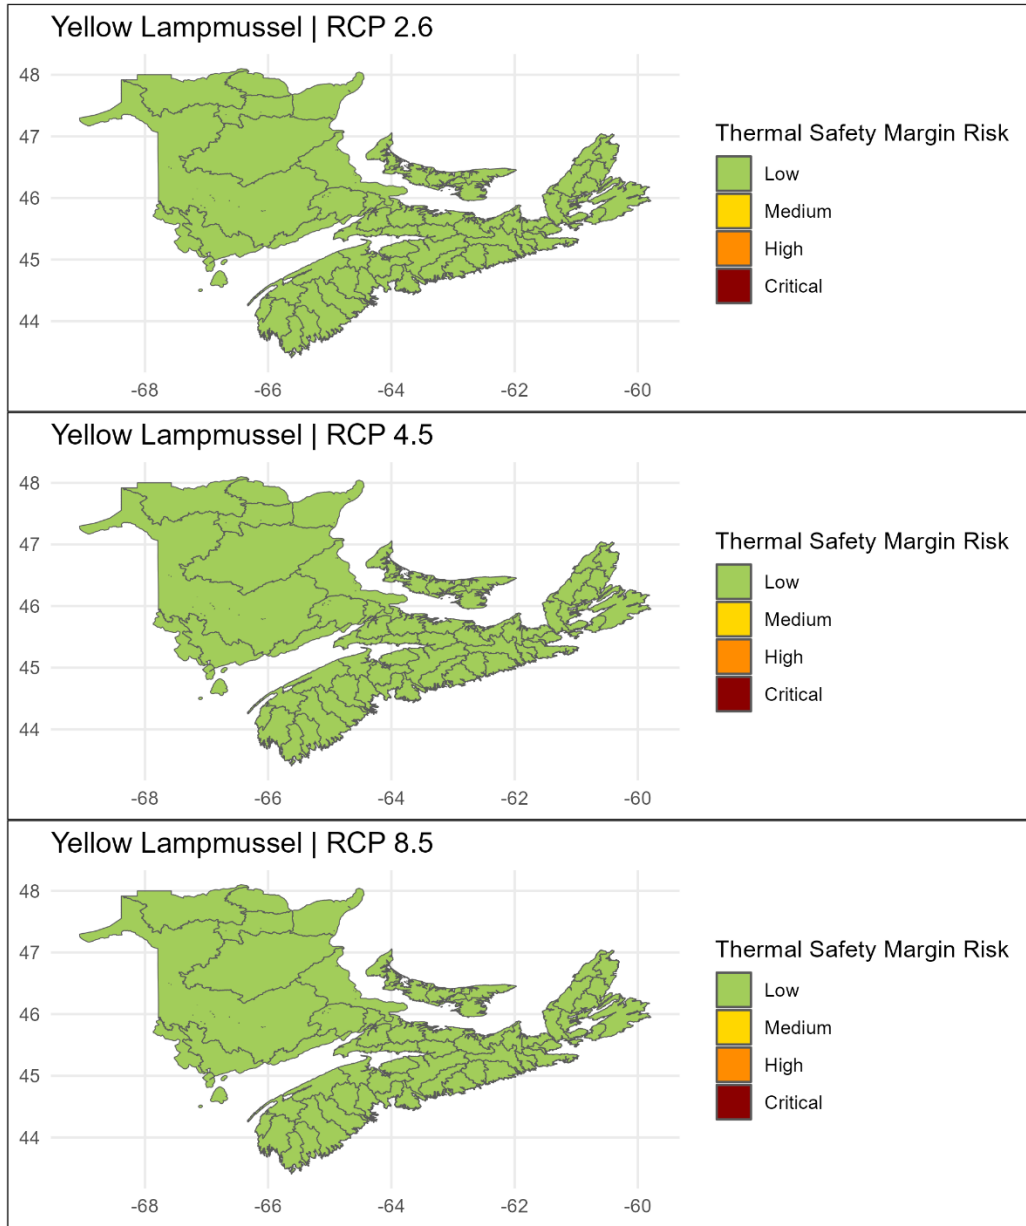 Yellow Lampmussel | RCP 2.6
48
47
46
45
44
-68
-66
-64
-62
-60
Thermal Safety Margin Risk
Low
Medium
High
Critical
Yellow Lampmussel | RCP 4.5
48
47
46
45
44
-68
-66
-64
-62
-60
Thermal Safety Margin Risk
Low
Medium
High
Critical
Yellow Lampmussel | RCP 8.5
48
47
46
45
44
-68
-66
-64
-62
-60
Thermal Safety Margin Risk
Low
Medium
High
Critical